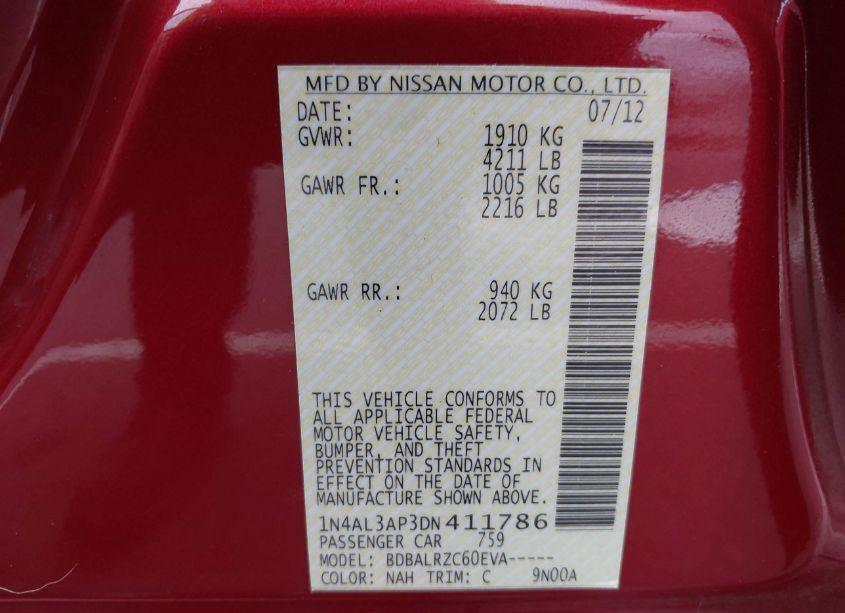 MFD BY NISSAN MOTOR CO., LTD.
DATE: 07/12
GVWR: 1910 KG
4211 LB
GAWR FR.: 1005 KG
2216 LB
GAWR RR.: 940 KG
2072 LB
THIS VEHICLE CONFORMS TO
ALL APPLICABLE FEDERAL
MOTOR VEHICLE SAFETY,
BUMPER, AND THEFT
PREVENTION STANDARDS IN
EFFECT ON THE DATE OF
MANUFACTURE SHOWN ABOVE.
1N4AL3AP3DN411786
PASSENGER CAR 759
MODEL: BDBALRZC60EVA-----
COLOR: NAH TRIM: C 9N00A